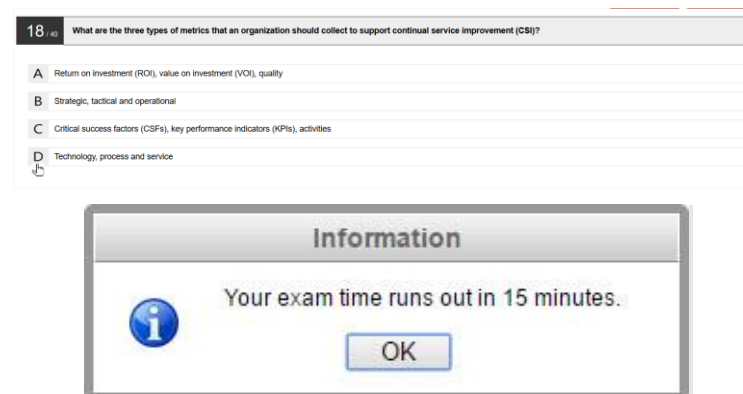 18 / 40 What are the three types of metrics that an organization should collect to support continual service improvement (CSI)?
A Return on investment (ROI), value on investment (VOI), quality
B Strategic, tactical and operational
C Critical success factors (CSFs), key performance indicators (KPIs), activities
D Technology, process and service
Information
Your exam time runs out in 15 minutes.
OK